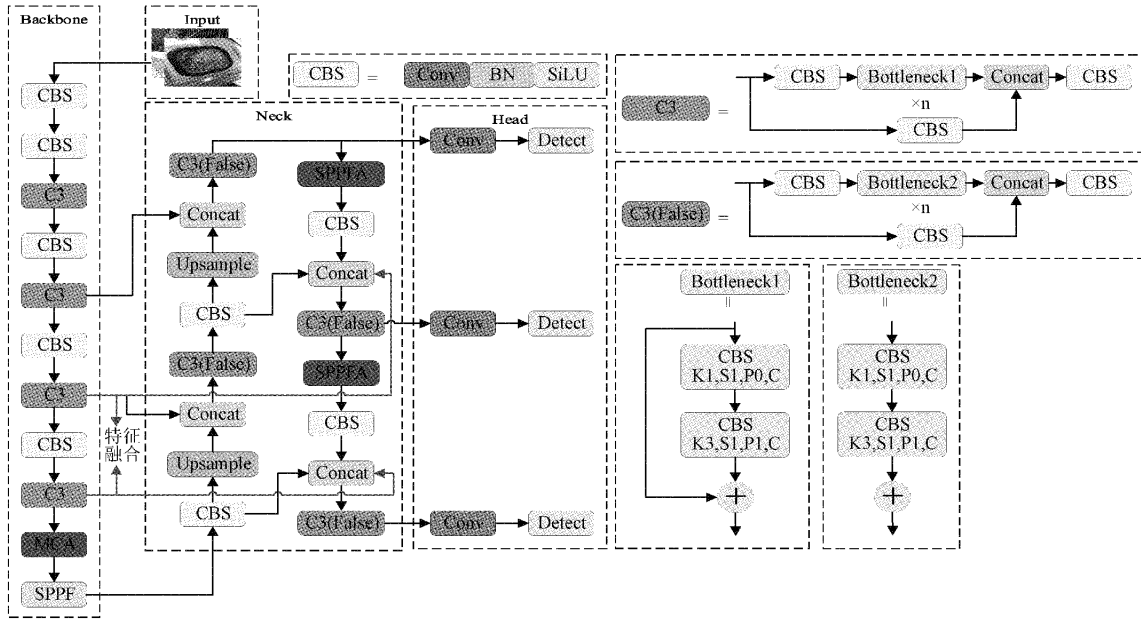 Backbone
CBS
CBS
C3
CBS
C3
CBS
C3
CBS
C3
MCA
SPPF
特征
融合
Input
CBS = Conv BN SiLU
Neck
C3(False)
Concat
Upsample
CBS
C3(False)
Concat
Upsample
CBS
SPPFA
CBS
Concat
C3(False)
SPPFA
CBS
Concat
C3(False)
Head
Conv Detect
Conv Detect
Conv Detect
C3 = CBS Bottleneck1 Concat CBS
×n
CBS
C3(False) = CBS Bottleneck2 Concat CBS
×n
CBS
Bottleneck1
=
CBS
K1,S1,P0,C
CBS
K3,S1,P1,C
+
Bottleneck2
=
CBS
K1,S1,P0,C
CBS
K3,S1,P1,C
+